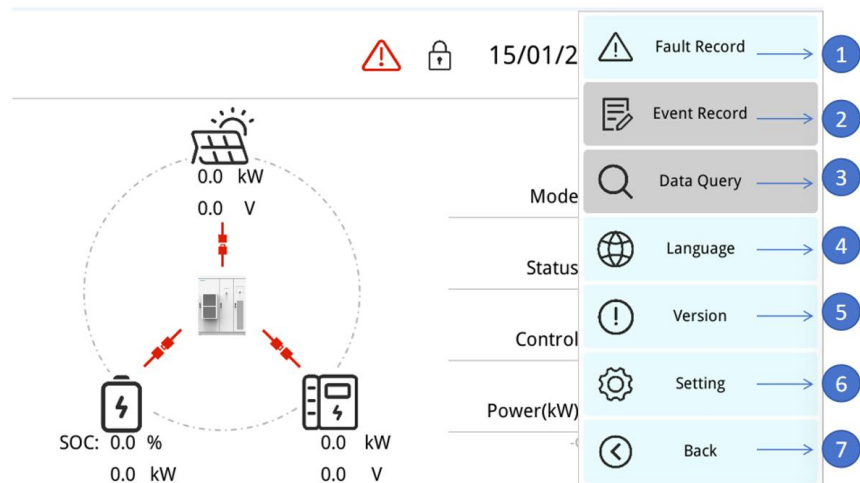 15/01/2
Fault Record
1
Event Record
2
0.0 kW
Data Query
3
0.0 V
Mode
Language
4
Status
Version
5
Control
Setting
6
Power(kW)
SOC: 0.0 %
0.0 kW
Back
7
0.0 kW
0.0 V